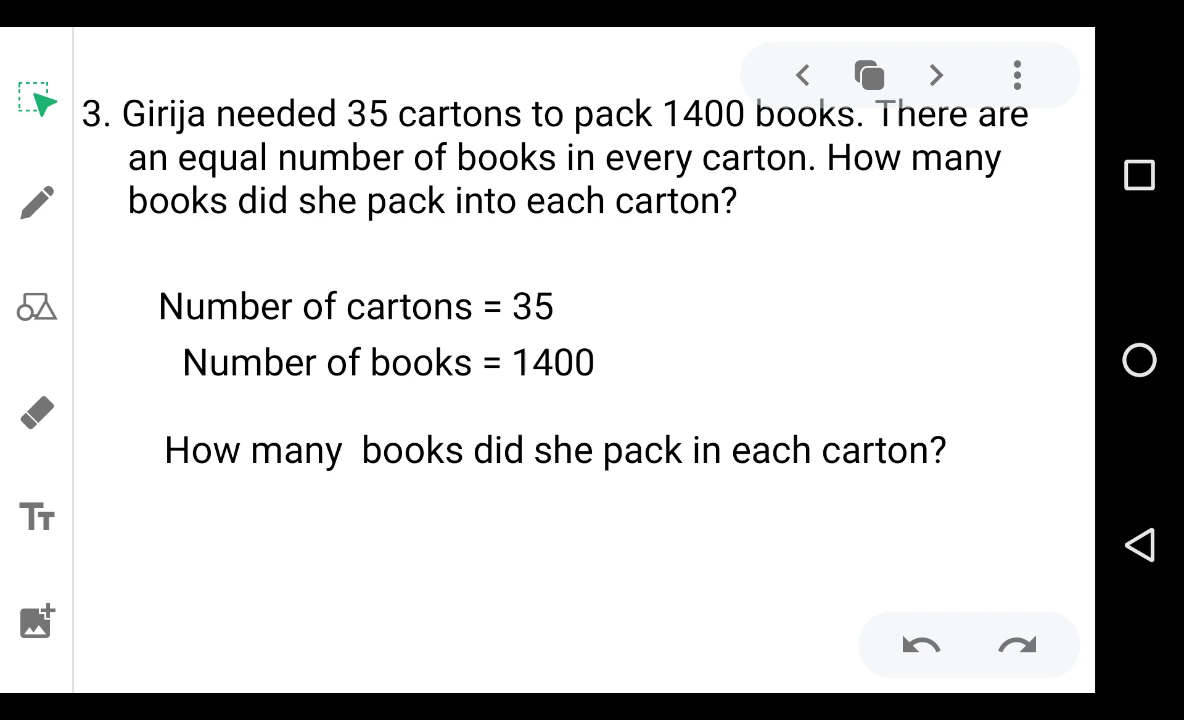 3. Girija needed 35 cartons to pack 1400 books. There are
an equal number of books in every carton. How many
books did she pack into each carton?
Number of cartons = 35
Number of books = 1400
How many books did she pack in each carton?
TT